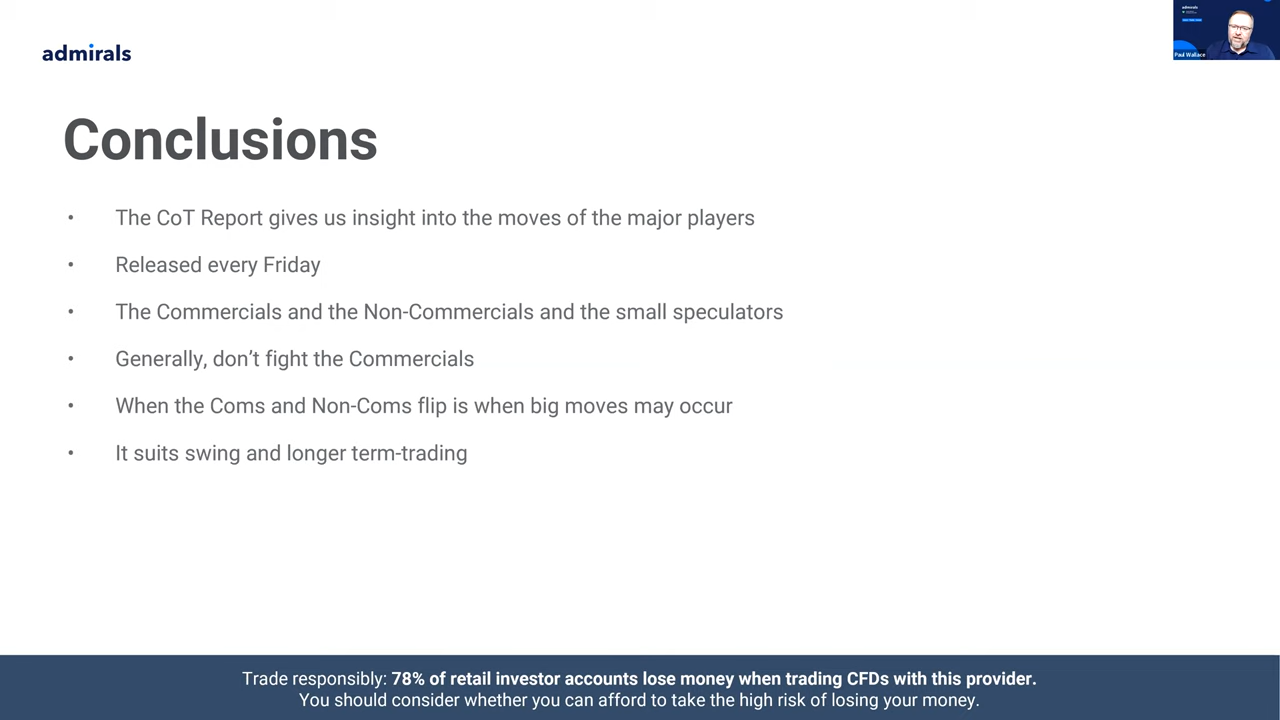 admirals
admirals
Paul Wallace
Conclusions
• The CoT Report gives us insight into the moves of the major players
• Released every Friday
• The Commercials and the Non-Commercials and the small speculators
• Generally, don’t fight the Commercials
• When the Coms and Non-Coms flip is when big moves may occur
• It suits swing and longer term-trading
Trade responsibly: 78% of retail investor accounts lose money when trading CFDs with this provider.
You should consider whether you can afford to take the high risk of losing your money.